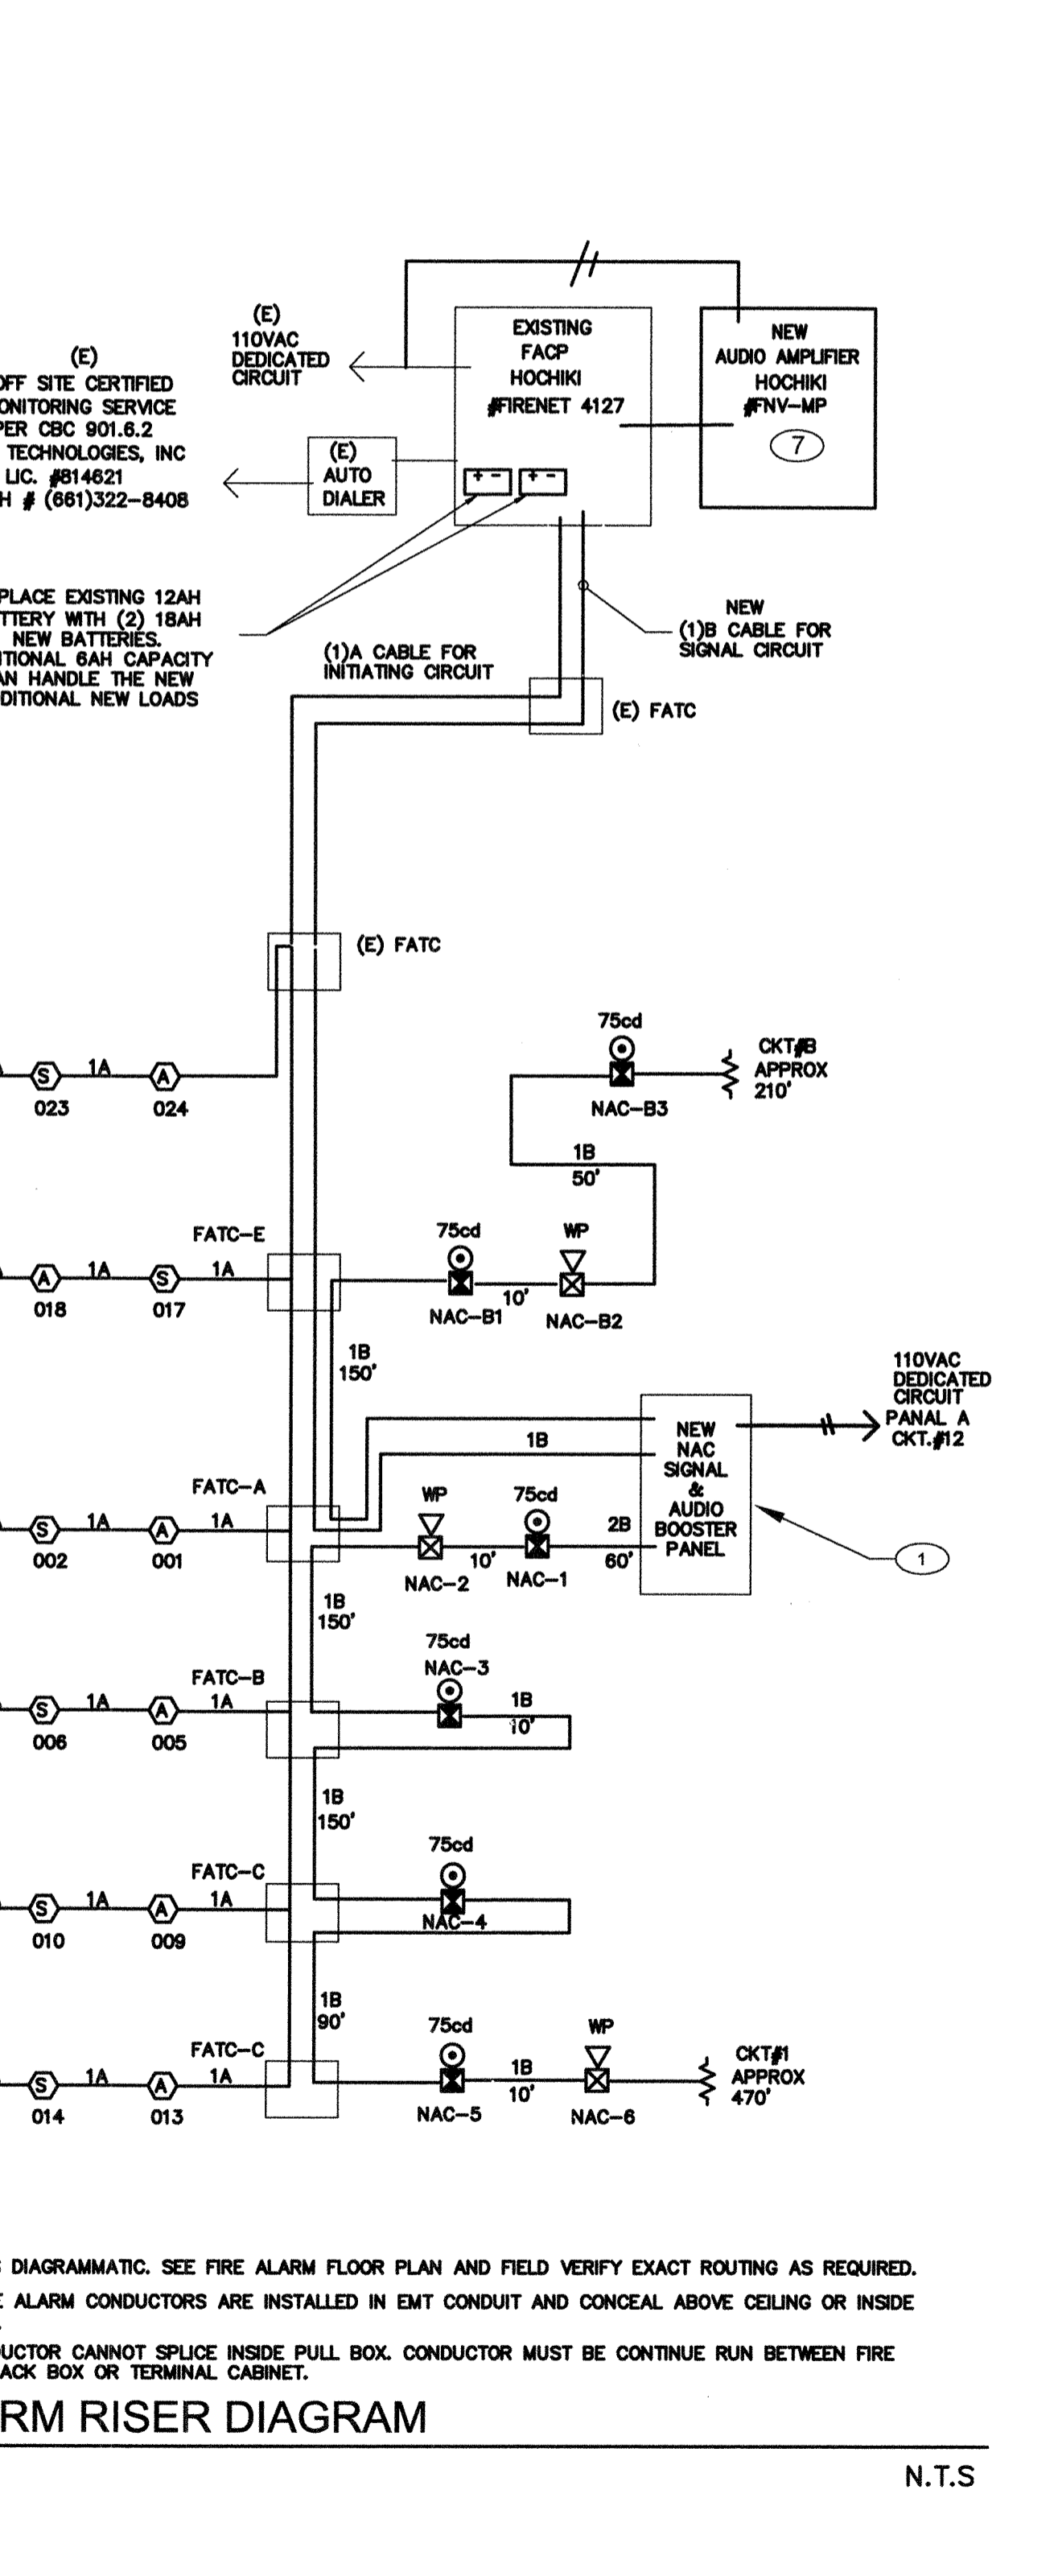 (E)
110VAC
DEDICATED
CIRCUIT
EXISTING
FACP
HOCHIKI
#FIRENET 4127
NEW
AUDIO AMPLIFIER
HOCHIKI
#FNV-MP
7
(E)
OFF SITE CERTIFIED
ONITORING SERVICE
PER CBC 901.6.2
TECHNOLOGIES, INC
LIC. #814621
H # (661)322-8408
(E)
AUTO
DIALER
+ -
+ -
PLACE EXISTING 12AH
TTERY WITH (2) 18AH
NEW BATTERIES.
ITIONAL 6AH CAPACITY
AN HANDLE THE NEW
DITIONAL NEW LOADS
NEW
(1)B CABLE FOR
SIGNAL CIRCUIT
(1)A CABLE FOR
INITIATING CIRCUIT
(E) FATC
(E) FATC
75cd
CKT#B
APPROX
210'
NAC-B3
S
1A
A
023
024
1B
50'
FATC-E
75cd
WP
A
1A
S
1A
018
017
10'
NAC-B1
NAC-B2
1B
150'
110VAC
DEDICATED
CIRCUIT
PANAL A
CKT.#12
NEW
NAC
SIGNAL
&
AUDIO
BOOSTER
PANEL
1B
1
FATC-A
WP
75cd
S
1A
A
1A
002
001
2B
60'
10'
NAC-2
NAC-1
1B
150'
75cd
NAC-3
FATC-B
S
1A
A
1A
006
005
1B
10'
1B
150'
75cd
FATC-C
S
1A
A
1A
010
009
NAC-4
1B
90'
FATC-C
75cd
WP
CKT#1
APPROX
470'
S
1A
A
1A
014
013
1B
10'
NAC-5
NAC-6
S DIAGRAMMATIC. SEE FIRE ALARM FLOOR PLAN AND FIELD VERIFY EXACT ROUTING AS REQUIRED.
E ALARM CONDUCTORS ARE INSTALLED IN EMT CONDUIT AND CONCEAL ABOVE CEILING OR INSIDE
DUCTOR CANNOT SPLICE INSIDE PULL BOX. CONDUCTOR MUST BE CONTINUE RUN BETWEEN FIRE
ACK BOX OR TERMINAL CABINET.
RM RISER DIAGRAM
N.T.S